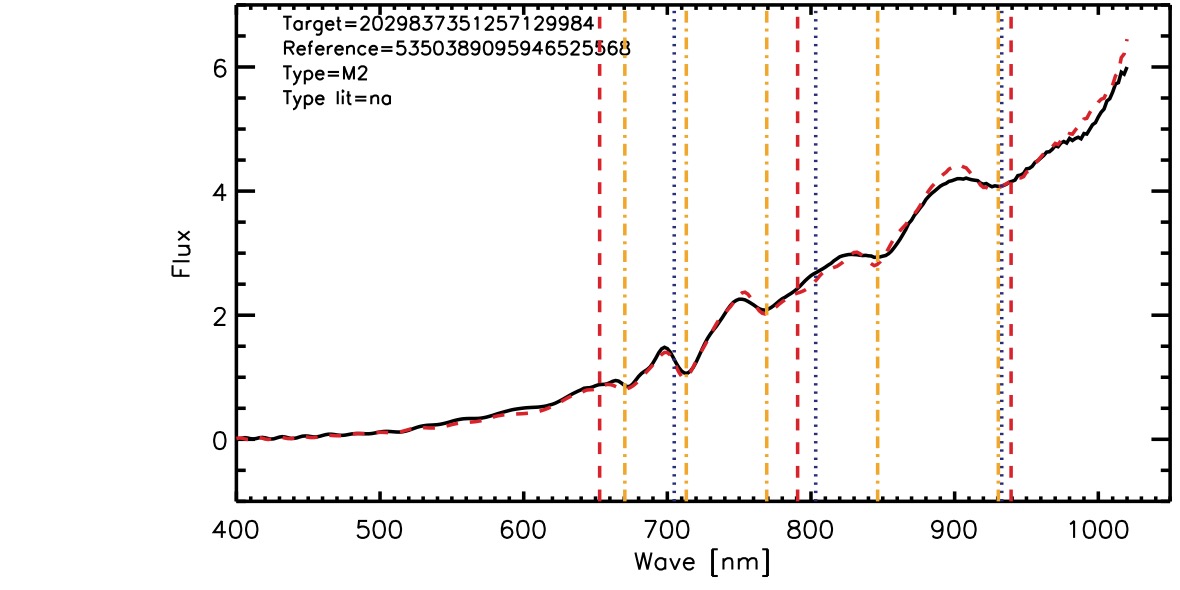 Target=2029837351257129984
Reference=5350389095946525568
Type=M2
Type lit=na
6
4
2
0
Flux
400 500 600 700 800 900 1000
Wave [nm]